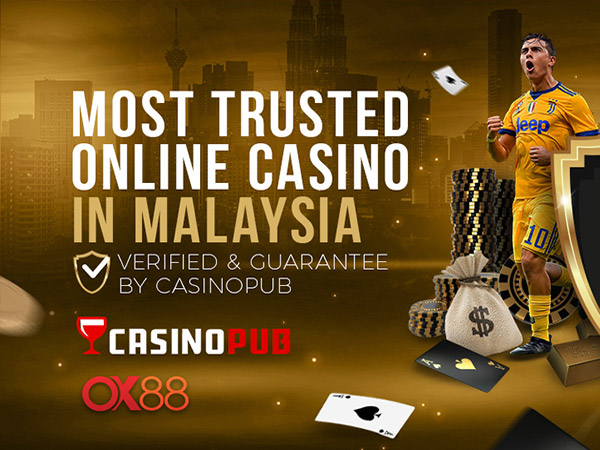 MOST TRUSTED
ONLINE CASINO
IN MALAYSIA
VERIFIED & GUARANTEE
BY CASINOPUB
CASINOPUB
OX88
Jeep
10
$